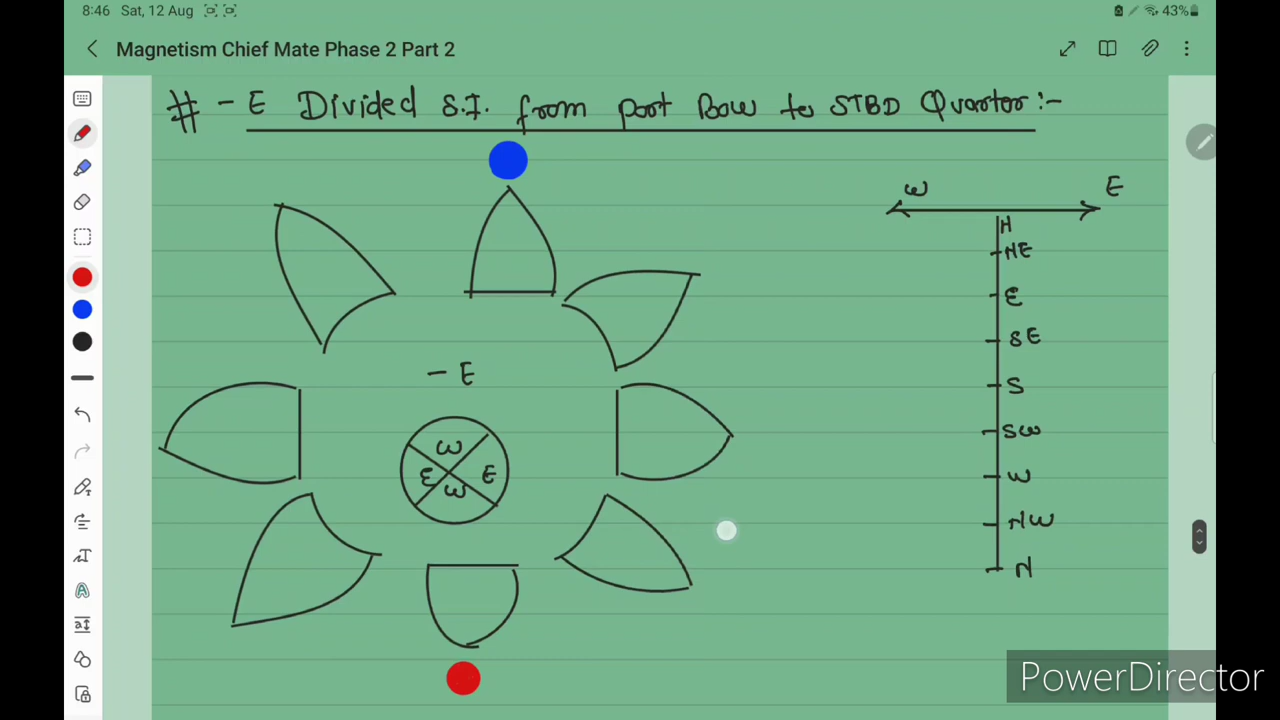 8:46 Sat, 12 Aug 43%
Magnetism Chief Mate Phase 2 Part 2
# - E Divided S.I. from port Bow to STBD Quarter :-
W E
N
NE
E
SE
S
SW
W
NW
N
- E
W
E E
W
PowerDirector